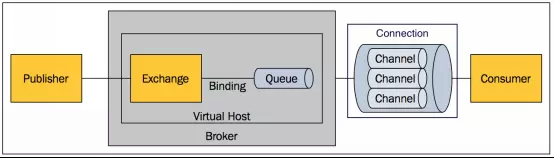 Publisher
Exchange
Binding
Queue
Virtual Host
Broker
Connection
Channel
Channel
Channel
Consumer